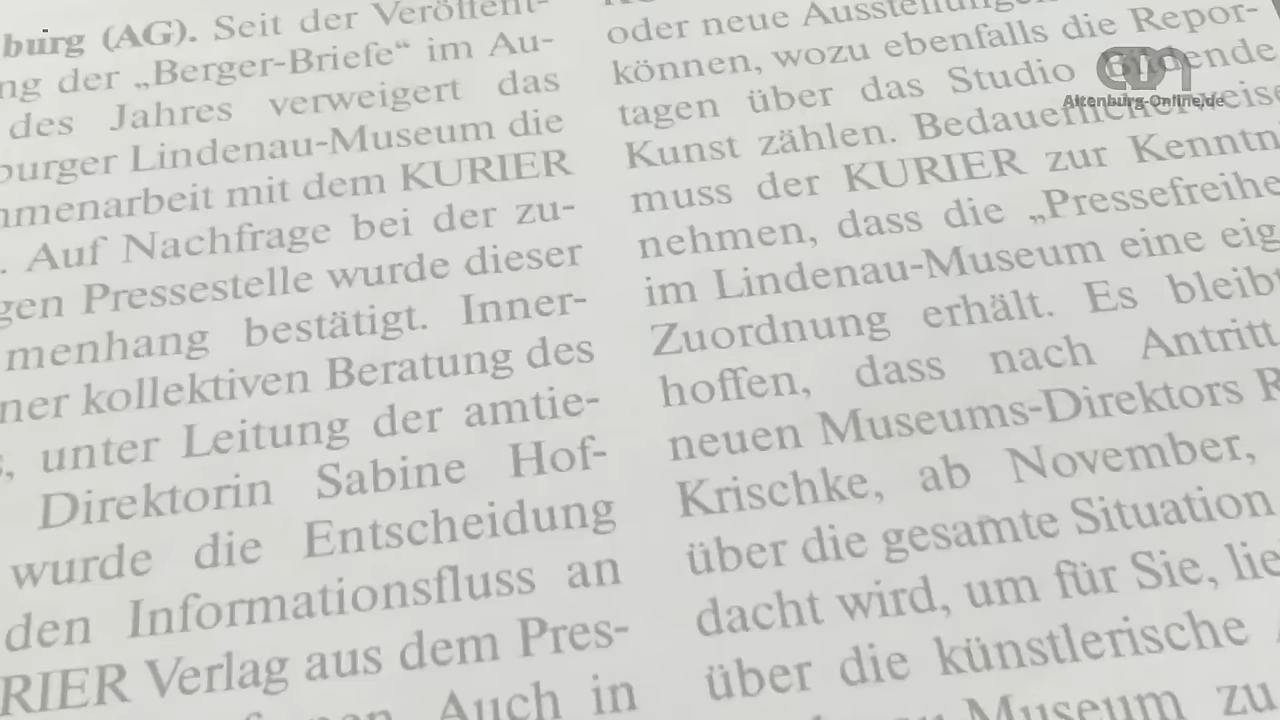 burg (AG). Seit der Veröffent-
ng der „Berger-Briefe“ im Au-
des Jahres verweigert das
burger Lindenau-Museum die
mmenarbeit mit dem KURIER
. Auf Nachfrage bei der zu-
gen Pressestelle wurde dieser
menhang bestätigt. Inner-
ner kollektiven Beratung des
, unter Leitung der amtie-
Direktorin Sabine Hof-
wurde die Entscheidung
den Informationsfluss an
RIER Verlag aus dem Pres-
Auch in
oder neue Ausstellungen
können, wozu ebenfalls die Repor-
tagen über das Studio Bildende
Kunst zählen. Bedauerlicherweise
muss der KURIER zur Kenntn
nehmen, dass die „Pressefreihe
im Lindenau-Museum eine eig
Zuordnung erhält. Es bleib
hoffen, dass nach Antritt
neuen Museums-Direktors R
Krischke, ab November,
über die gesamte Situation
dacht wird, um für Sie, lie
über die künstlerische
Museum zu
Altenburg-Online.de